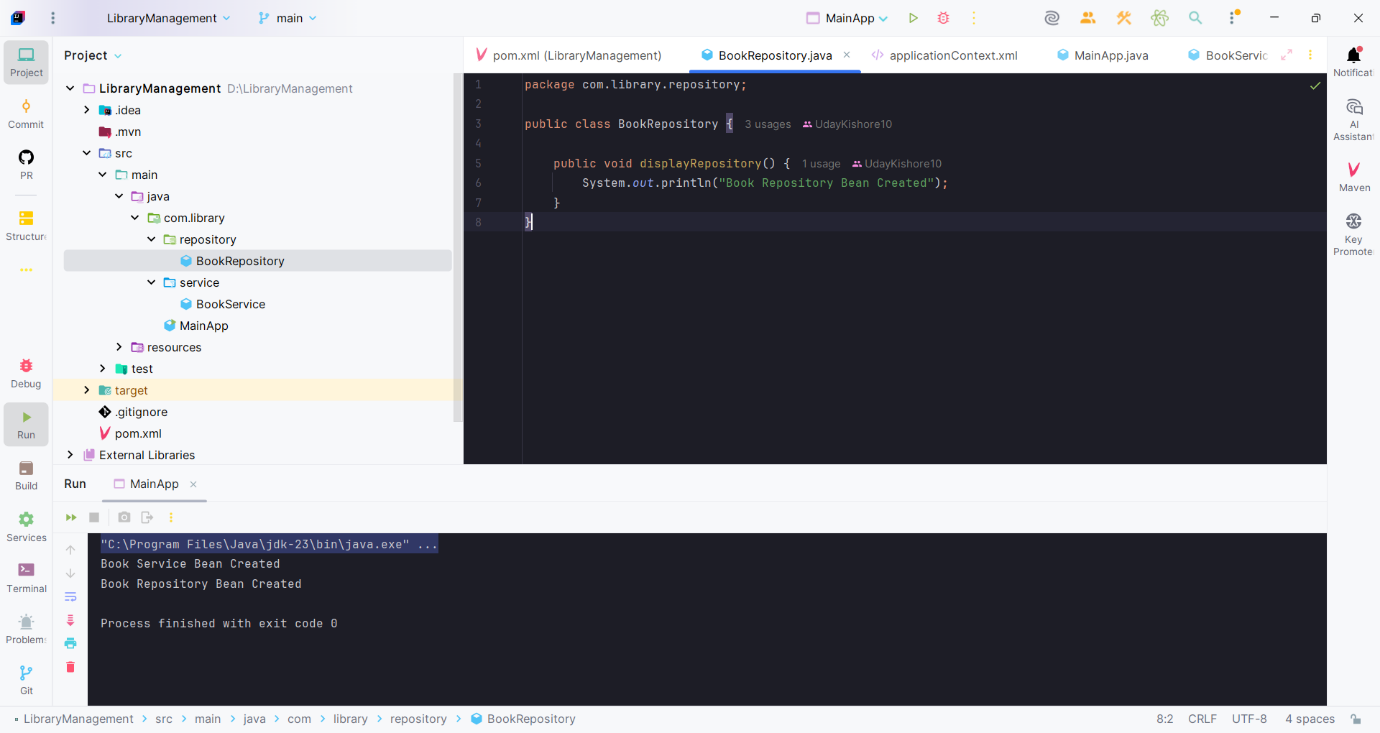 LibraryManagement
main
MainApp
Project
Project
pom.xml (LibraryManagement)
BookRepository.java
applicationContext.xml
MainApp.java
BookServic
Notificat
LibraryManagement D:\LibraryManagement
.idea
.mvn
src
main
java
com.library
repository
BookRepository
service
BookService
MainApp
resources
test
target
.gitignore
pom.xml
External Libraries
Commit
PR
Structure
Debug
Run
Build
Services
Terminal
Problems
Git
1 package com.library.repository;
2
3 public class BookRepository { 3 usages UdayKishore10
4
5 public void displayRepository() { 1 usage UdayKishore10
6 System.out.println("Book Repository Bean Created");
7 }
8 }
AI
Assistant
Maven
Key
Promote
Run MainApp
"C:\Program Files\Java\jdk-23\bin\java.exe" ...
Book Service Bean Created
Book Repository Bean Created
Process finished with exit code 0
LibraryManagement > src > main > java > com > library > repository > BookRepository
8:2 CRLF UTF-8 4 spaces